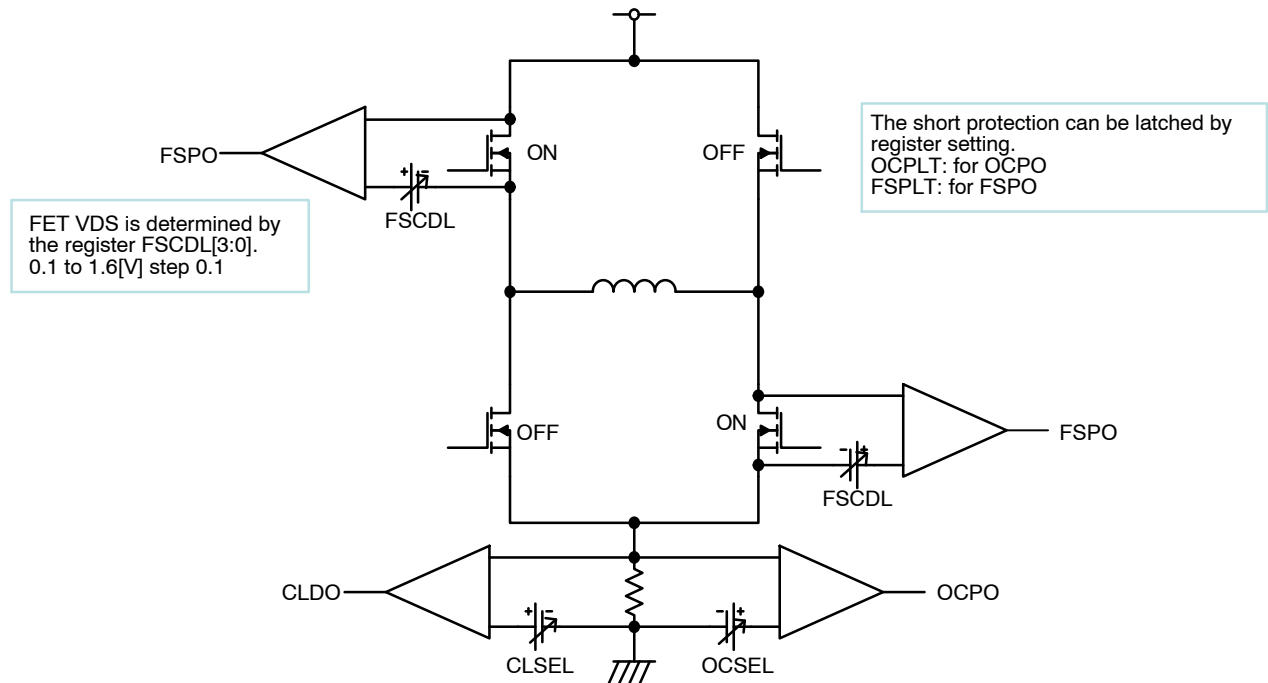 ON
OFF
The short protection can be latched by
register setting.
OCPLT: for OCPO
FSPLT: for FSPO
FSPO
+ -
FSCDL
FET VDS is determined by
the register FSCDL[3:0].
0.1 to 1.6[V] step 0.1
OFF
ON
FSPO
- +
FSCDL
CLDO
+ -
CLSEL
- +
OCSEL
OCPO